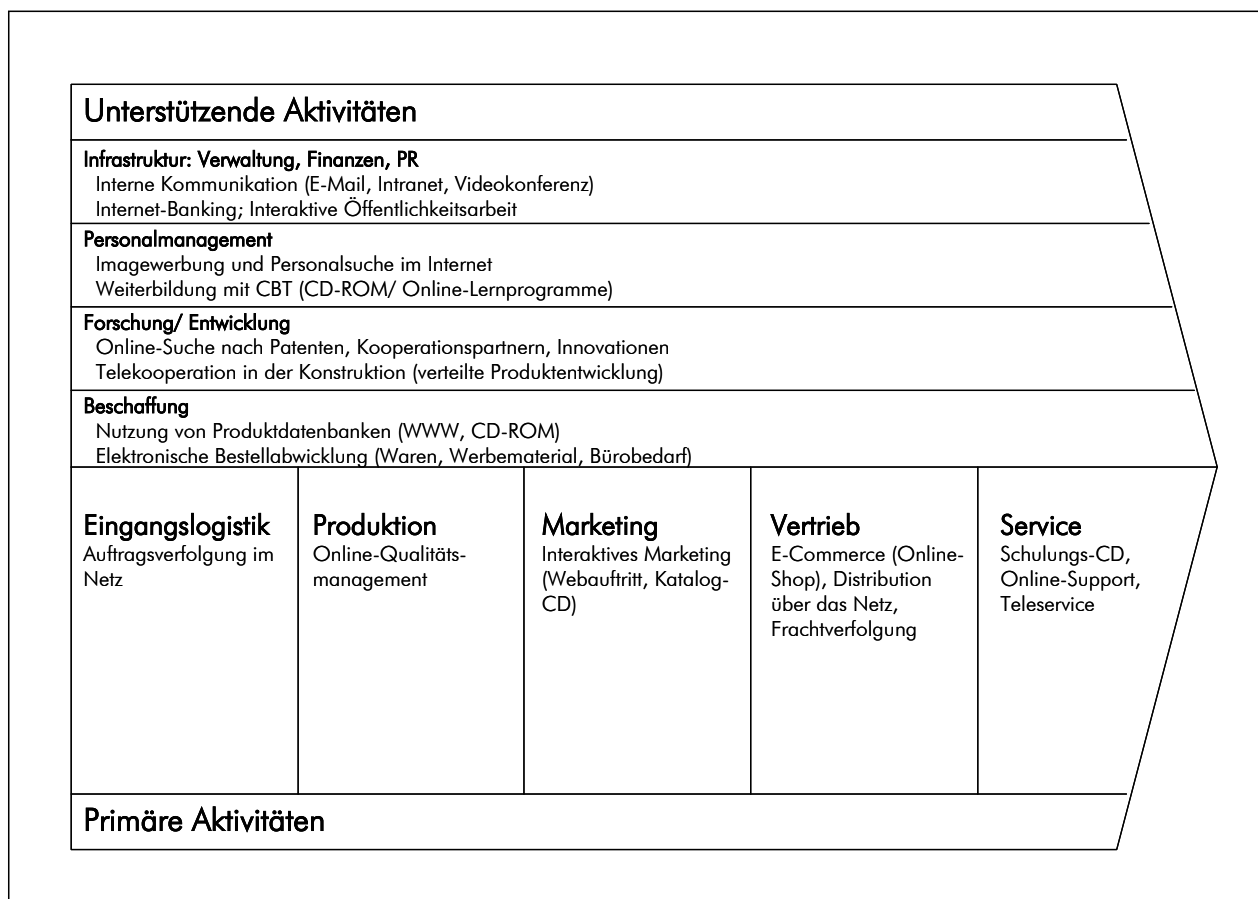 Unterstützende Aktivitäten
Infrastruktur: Verwaltung, Finanzen, PR
Interne Kommunikation (E-Mail, Intranet, Videokonferenz)
Internet-Banking; Interaktive Öffentlichkeitsarbeit
Personalmanagement
Imagewerbung und Personalsuche im Internet
Weiterbildung mit CBT (CD-ROM/ Online-Lernprogramme)
Forschung/ Entwicklung
Online-Suche nach Patenten, Kooperationspartnern, Innovationen
Telekooperation in der Konstruktion (verteilte Produktentwicklung)
Beschaffung
Nutzung von Produktdatenbanken (WWW, CD-ROM)
Elektronische Bestellabwicklung (Waren, Werbematerial, Bürobedarf)
Eingangslogistik
Auftragsverfolgung im
Netz
Produktion
Online-Qualitäts-
management
Marketing
Interaktives Marketing
(Webauftritt, Katalog-
CD)
Vertrieb
E-Commerce (Online-
Shop), Distribution
über das Netz,
Frachtverfolgung
Service
Schulungs-CD,
Online-Support,
Teleservice
Primäre Aktivitäten